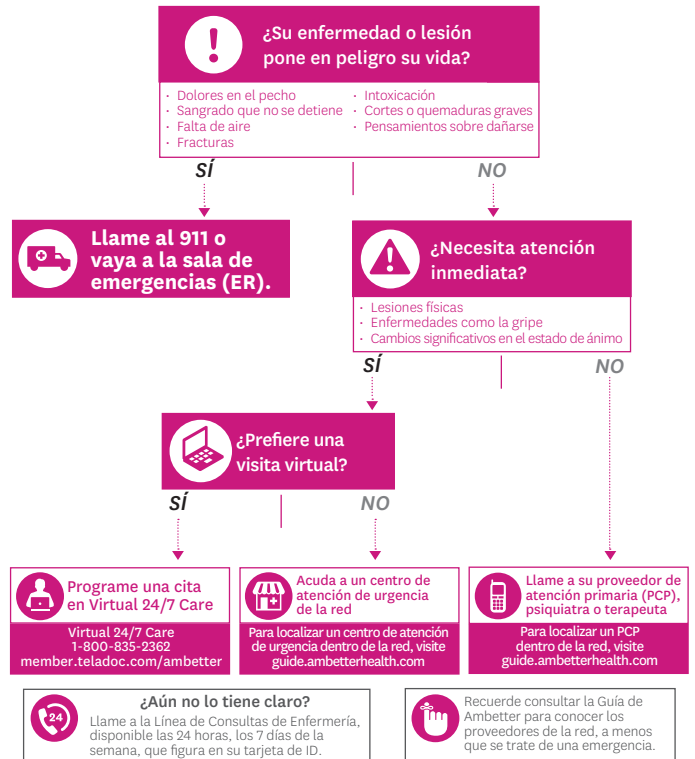 ¿Su enfermedad o lesión
pone en peligro su vida?
· Dolores en el pecho
· Sangrado que no se detiene
· Falta de aire
· Fracturas
· Intoxicación
· Cortes o quemaduras graves
· Pensamientos sobre dañarse
SÍ
NO
Llame al 911 o
vaya a la sala de
emergencias (ER).
¿Necesita atención
inmediata?
· Lesiones físicas
· Enfermedades como la gripe
· Cambios significativos en el estado de ánimo
SÍ
NO
¿Prefiere una
visita virtual?
SÍ
NO
Programe una cita
en Virtual 24/7 Care
Virtual 24/7 Care
1-800-835-2362
member.teladoc.com/ambetter
Acuda a un centro de
atención de urgencia
de la red
Para localizar un centro de atención
de urgencia dentro de la red, visite
guide.ambetterhealth.com
Llame a su proveedor de
atención primaria (PCP),
psiquiatra o terapeuta
Para localizar un PCP
dentro de la red, visite
guide.ambetterhealth.com
24
¿Aún no lo tiene claro?
Llame a la Línea de Consultas de Enfermería,
disponible las 24 horas, los 7 días de la
semana, que figura en su tarjeta de ID.
Recuerde consultar la Guía de
Ambetter para conocer los
proveedores de la red, a menos
que se trate de una emergencia.